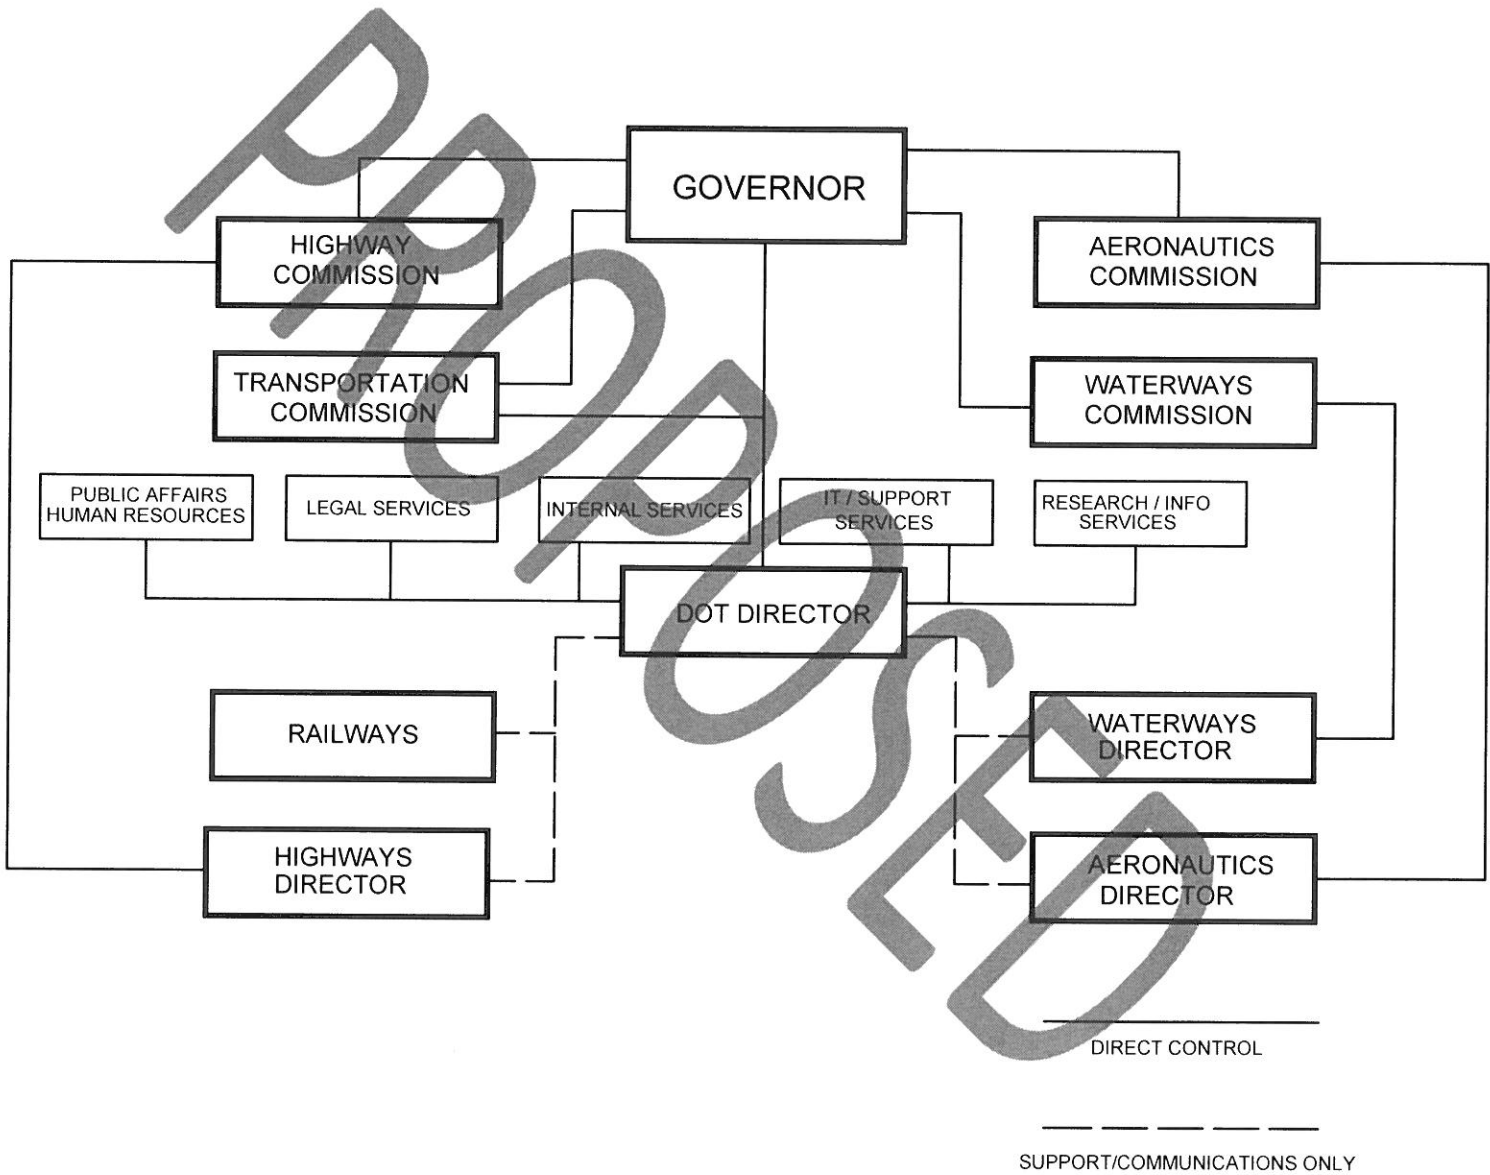 PROPOSED
GOVERNOR
HIGHWAY
COMMISSION
AERONAUTICS
COMMISSION
TRANSPORTATION
COMMISSION
WATERWAYS
COMMISSION
PUBLIC AFFAIRS
HUMAN RESOURCES
LEGAL SERVICES
INTERNAL SERVICES
IT / SUPPORT
SERVICES
RESEARCH / INFO
SERVICES
DOT DIRECTOR
RAILWAYS
WATERWAYS
DIRECTOR
HIGHWAYS
DIRECTOR
AERONAUTICS
DIRECTOR
DIRECT CONTROL
SUPPORT/COMMUNICATIONS ONLY